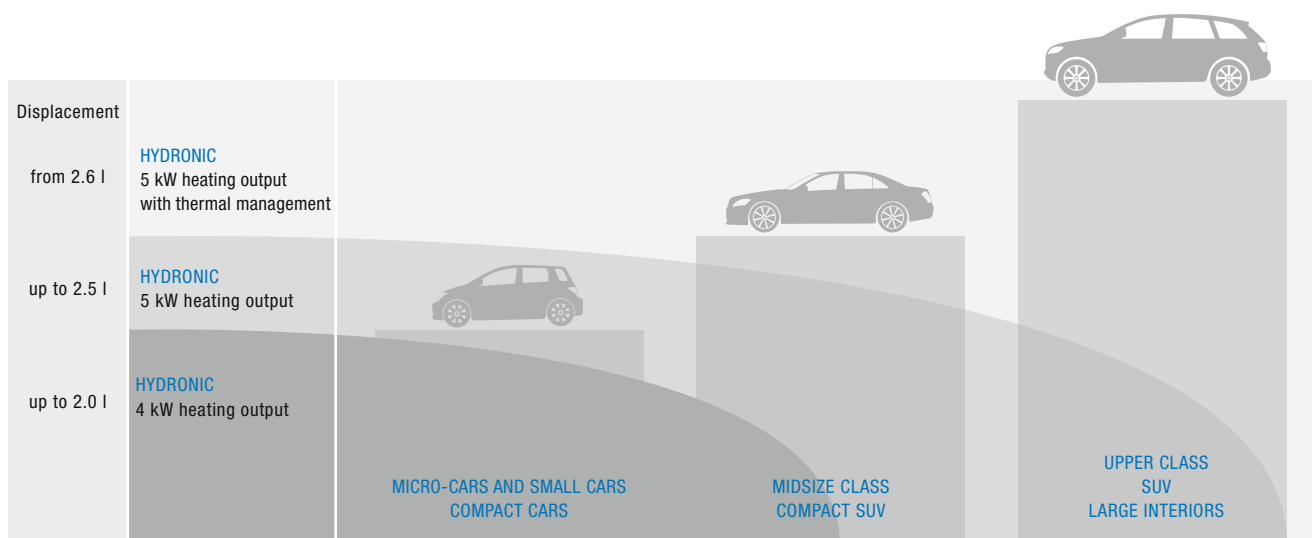 Displacement
from 2.6 l
HYDRONIC
5 kW heating output
with thermal management
up to 2.5 l
HYDRONIC
5 kW heating output
up to 2.0 l
HYDRONIC
4 kW heating output
MICRO-CARS AND SMALL CARS
COMPACT CARS
MIDSIZE CLASS
COMPACT SUV
UPPER CLASS
SUV
LARGE INTERIORS